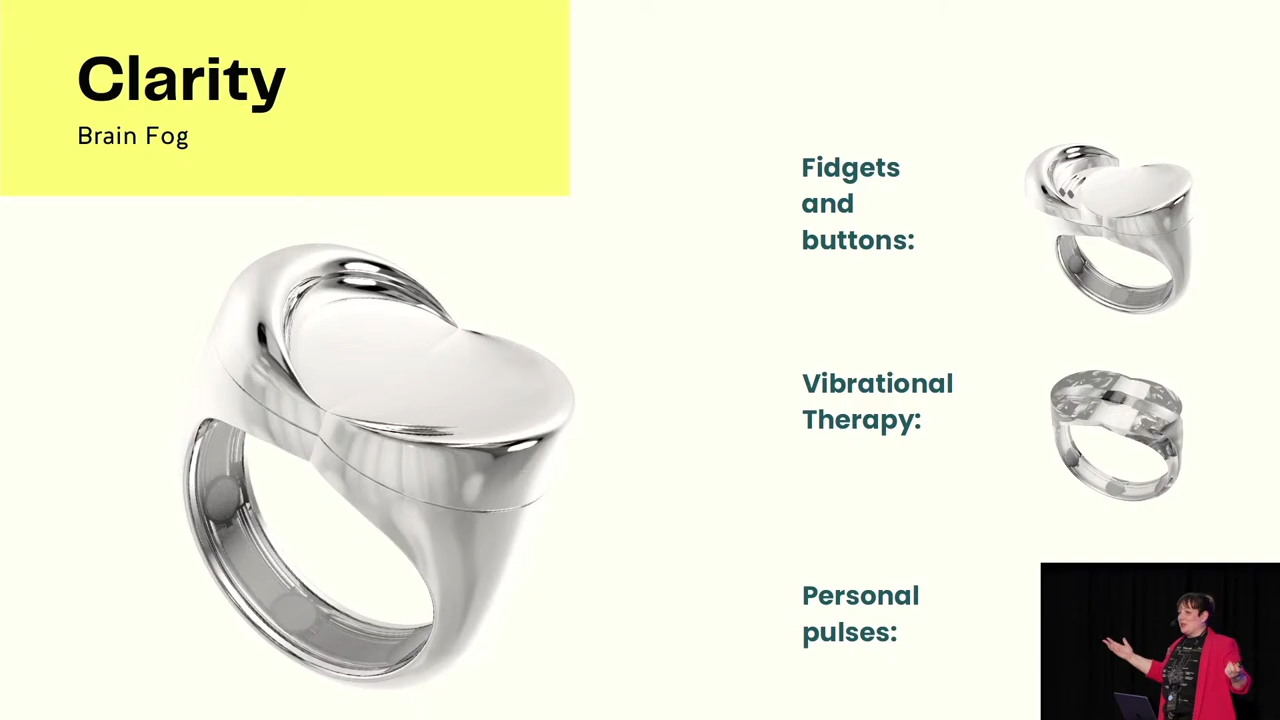 Clarity
Brain Fog
Fidgets
and
buttons:
Vibrational
Therapy:
Personal
pulses: